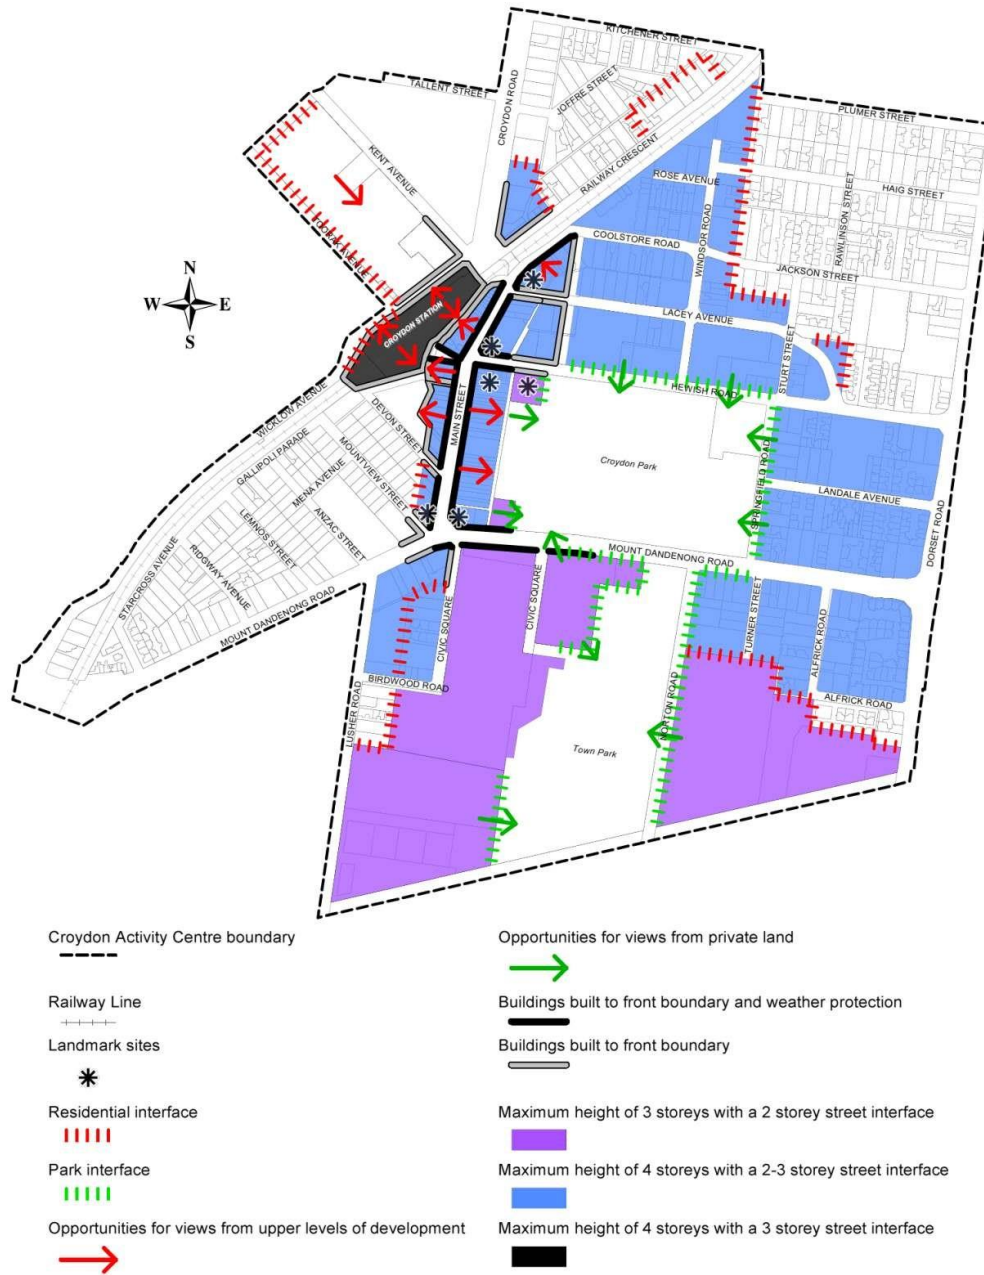 KITCHENER STREET
TALLENT STREET
CROYDON ROAD
JOFFRE STREET
PLUMER STREET
KENT AVENUE
RAILWAY CRESCENT
ROSE AVENUE
HAIG STREET
WINDSOR ROAD
RAWLINSON STREET
TOORAK AVENUE
COOLSTORE ROAD
JACKSON STREET
N
W E
S
CROYDON STATION
LACEY AVENUE
STURT STREET
HEWISH ROAD
WICKLOW AVENUE
DEVON STREET
MAIN STREET
GALLIPOLI PARADE
MOUNTVIEW STREET
Croydon Park
MENA AVENUE
SPRINGFIELD ROAD
LANDALE AVENUE
LEMNOS STREET
ANZAC STREET
DORSET ROAD
STARCROSS AVENUE
RIDGWAY AVENUE
MOUNT DANDENONG ROAD
MOUNT DANDENONG ROAD
CIVIC SQUARE
CIVIC SQUARE
TURNER STREET
ALFRICK ROAD
BIRDWOOD ROAD
ALFRICK ROAD
LUSHER ROAD
NORTON ROAD
Town Park
Croydon Activity Centre boundary
Railway Line
Landmark sites
Residential interface
Park interface
Opportunities for views from upper levels of development
Opportunities for views from private land
Buildings built to front boundary and weather protection
Buildings built to front boundary
Maximum height of 3 storeys with a 2 storey street interface
Maximum height of 4 storeys with a 2-3 storey street interface
Maximum height of 4 storeys with a 3 storey street interface